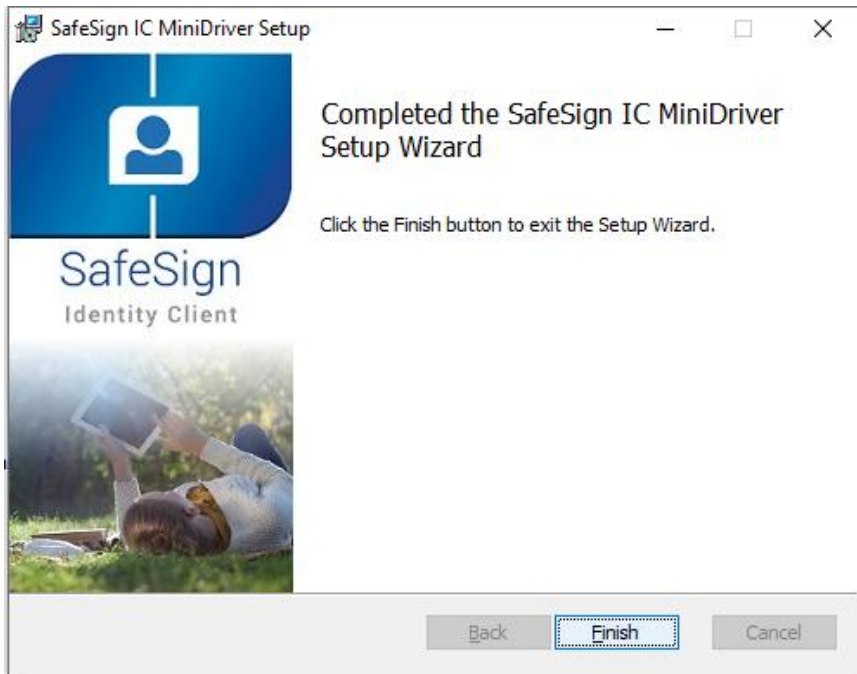 SafeSign IC MiniDriver Setup
Completed the SafeSign IC MiniDriver
Setup Wizard
Click the Finish button to exit the Setup Wizard.
SafeSign
Identity Client
Back
Finish
Cancel